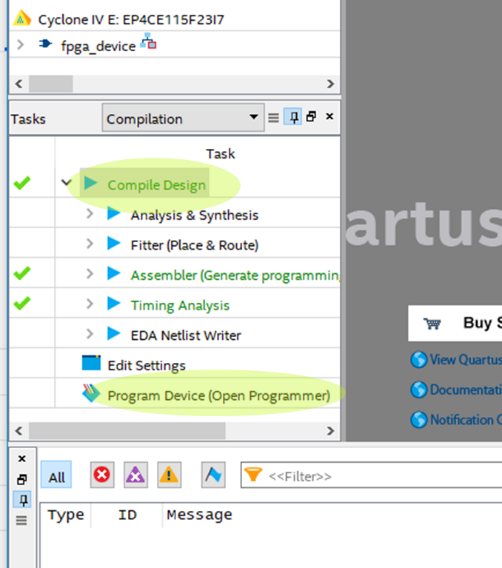 Cyclone IV E: EP4CE115F23I7
fpga_device
Tasks
Compilation
Task
Compile Design
Analysis & Synthesis
Fitter (Place & Route)
Assembler (Generate programmin
Timing Analysis
EDA Netlist Writer
Edit Settings
Program Device (Open Programmer)
artus
Buy S
View Quartus
Documentati
Notification C
All
<<Filter>>
Type ID Message